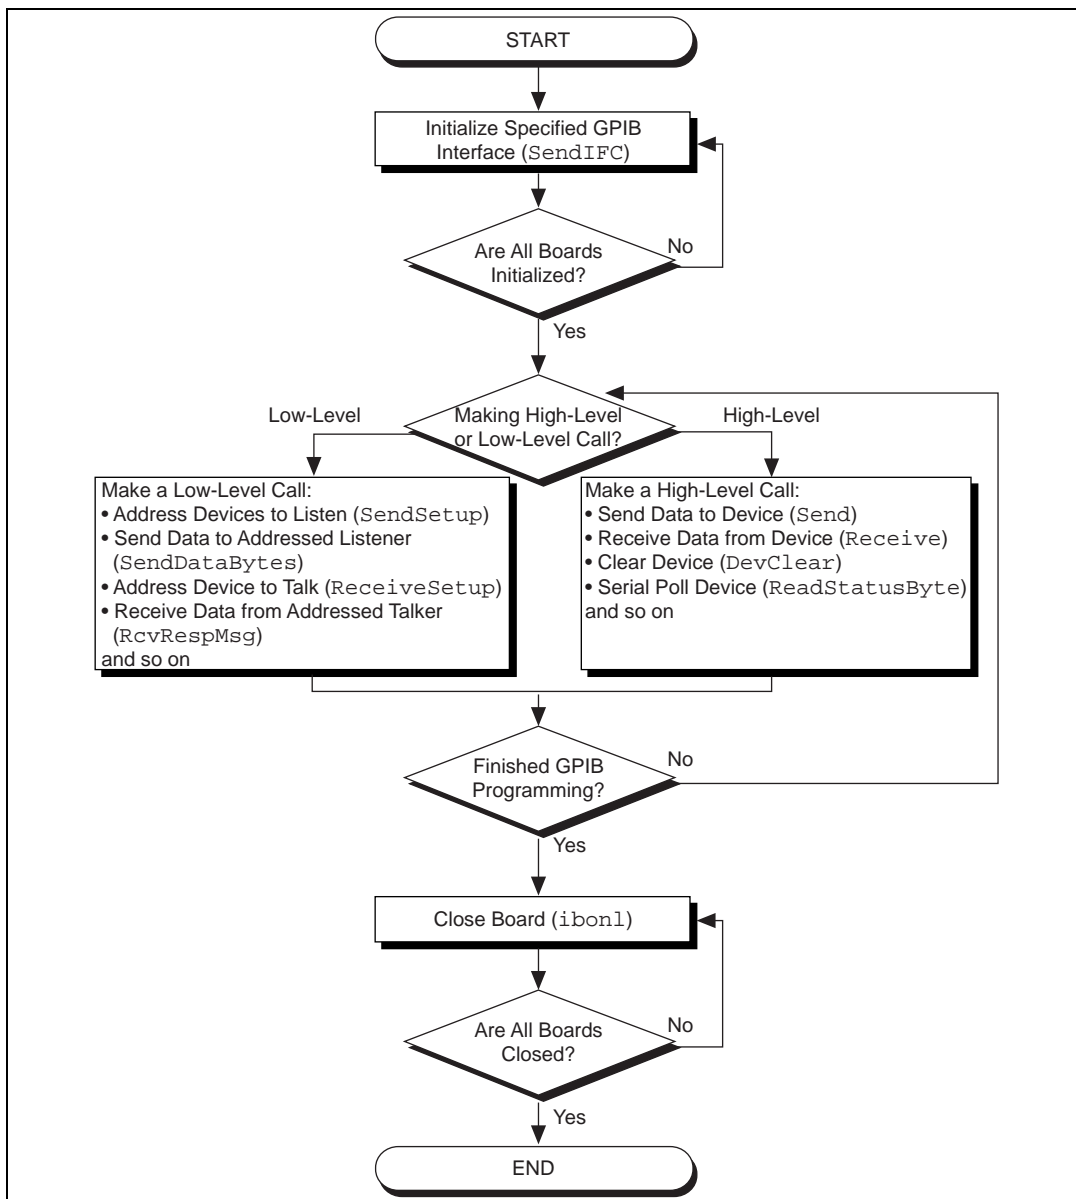 START
Initialize Specified GPIB
Interface (SendIFC)
Are All Boards
Initialized?
No
Yes
Making High-Level
or Low-Level Call?
Low-Level
High-Level
Make a Low-Level Call:
• Address Devices to Listen (SendSetup)
• Send Data to Addressed Listener
(SendDataBytes)
• Address Device to Talk (ReceiveSetup)
• Receive Data from Addressed Talker
(RcvRespMsg)
and so on
Make a High-Level Call:
• Send Data to Device (Send)
• Receive Data from Device (Receive)
• Clear Device (DevClear)
• Serial Poll Device (ReadStatusByte)
and so on
Finished GPIB
Programming?
No
Yes
Close Board (ibonl)
Are All Boards
Closed?
No
Yes
END